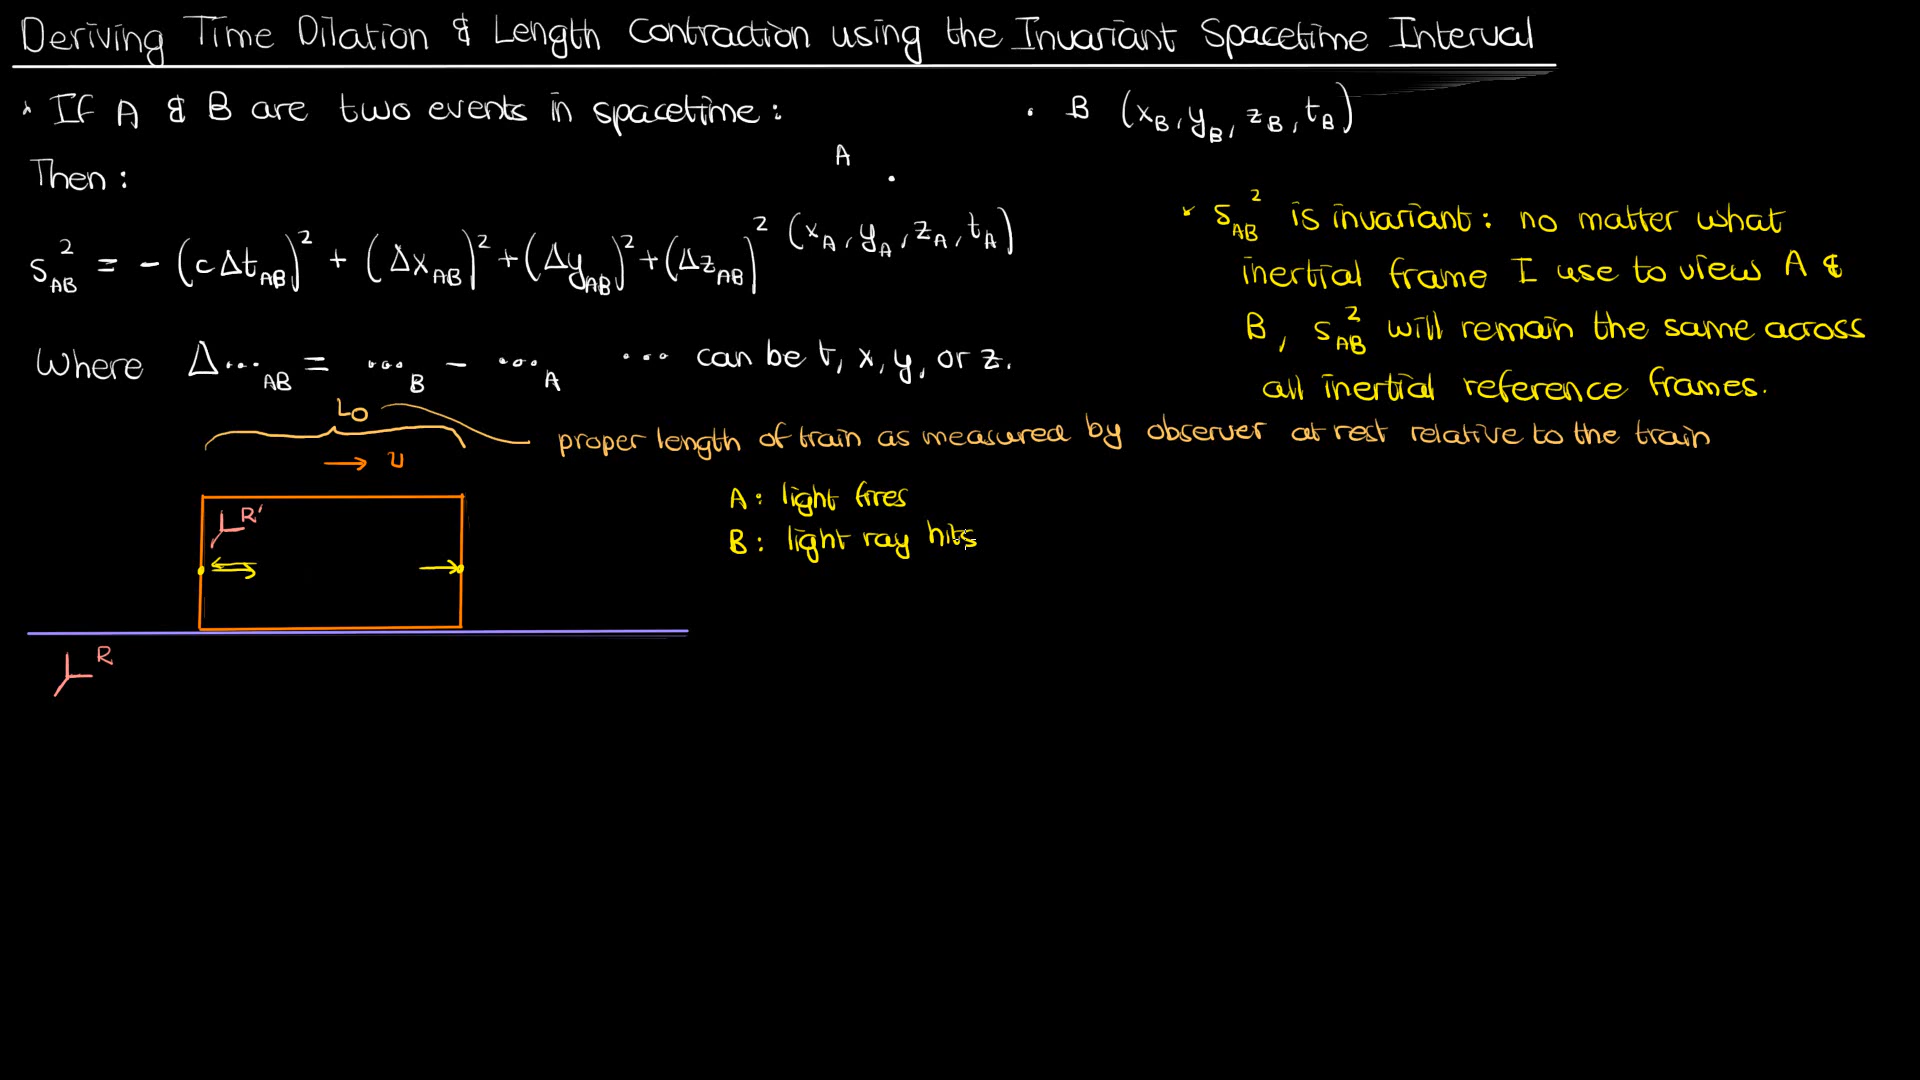 Deriving Time Dilation & Length Contraction using the Invariant Spacetime Interval
• If A & B are two events in spacetime:
• B (x_B, y_B, z_B, t_B)
A
Then:
(x_A, y_A, z_A, t_A)
s_AB² = -(cΔt_AB)² + (Δx_AB)² + (Δy_AB)² + (Δz_AB)²
• s_AB² is invariant: no matter what
inertial frame I use to view A &
B, s_AB² will remain the same across
all inertial reference frames.
Where Δ..._AB = ..._B - ..._A ... can be t, x, y, or z.
L₀
proper length of train as measured by observer at rest relative to the train
→ v
R'
A: light fires
B: light ray hits
R